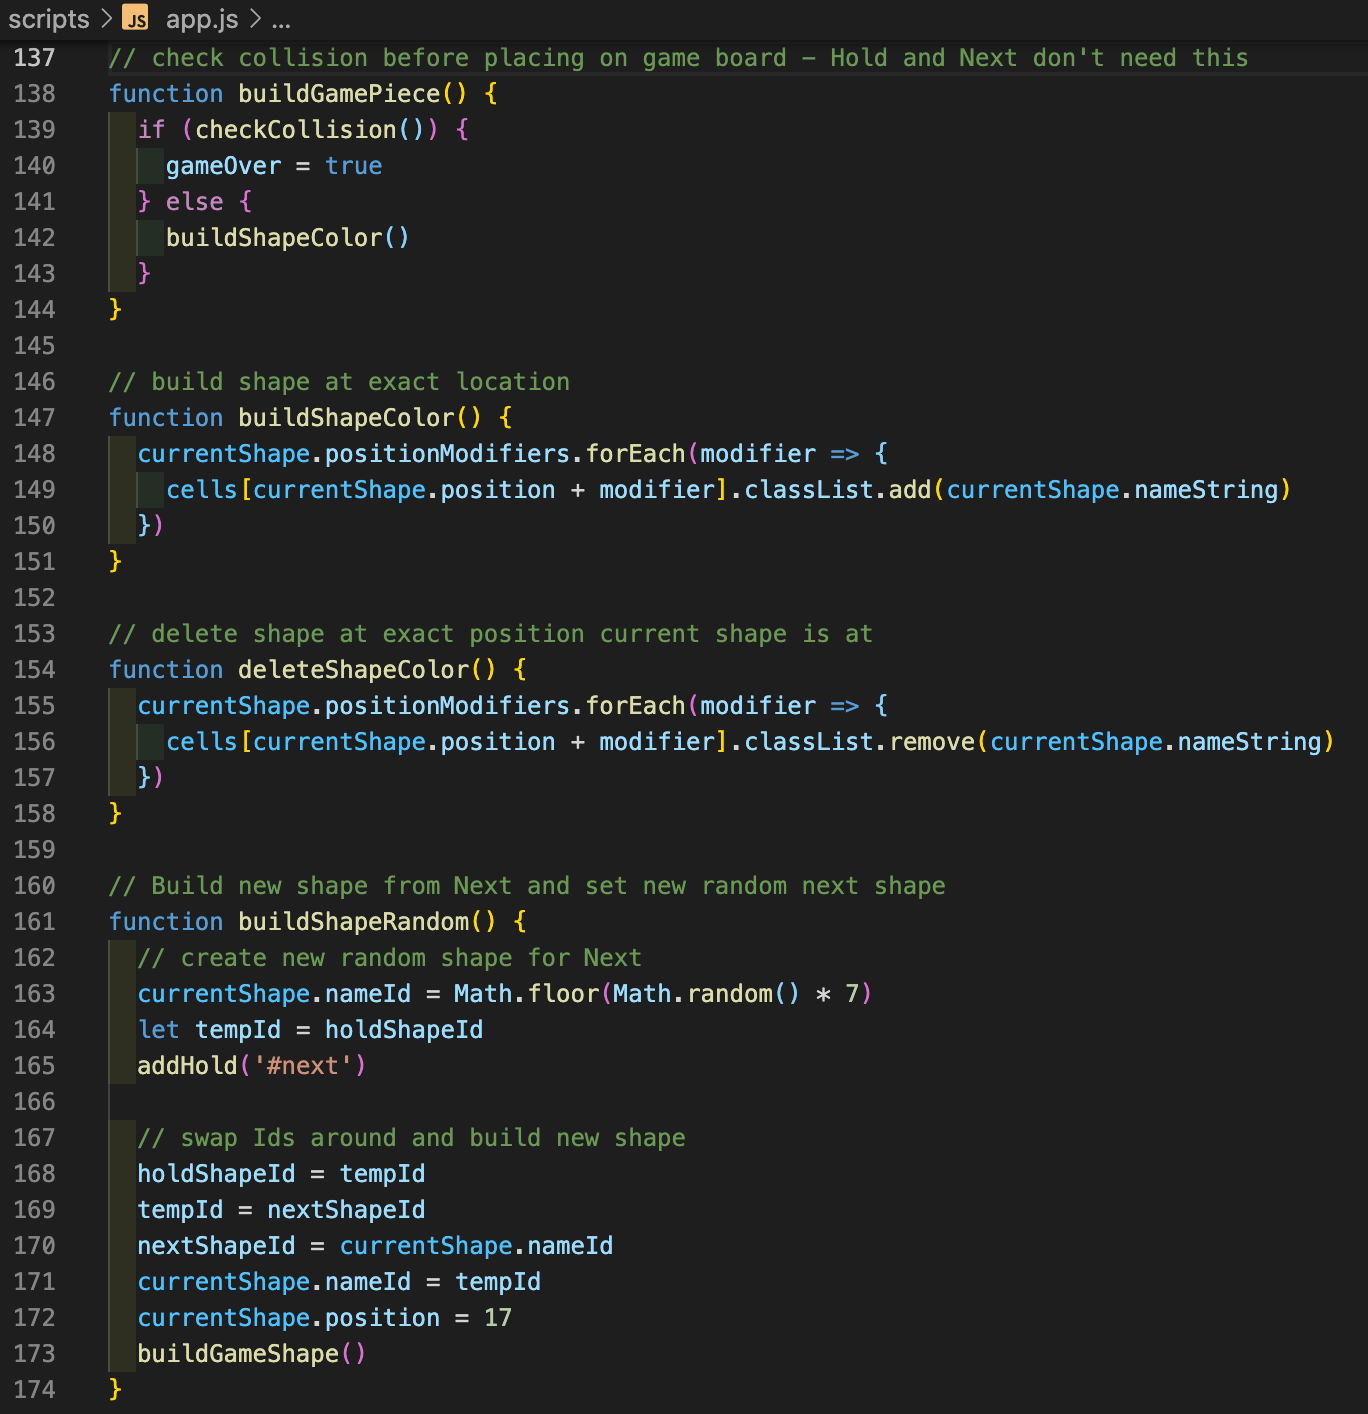 scripts > JS app.js > ...
137 // check collision before placing on game board – Hold and Next don't need this
138 function buildGamePiece() {
139 if (checkCollision()) {
140 gameOver = true
141 } else {
142 buildShapeColor()
143 }
144 }
145
146 // build shape at exact location
147 function buildShapeColor() {
148 currentShape.positionModifiers.forEach(modifier => {
149 cells[currentShape.position + modifier].classList.add(currentShape.nameString)
150 })
151 }
152
153 // delete shape at exact position current shape is at
154 function deleteShapeColor() {
155 currentShape.positionModifiers.forEach(modifier => {
156 cells[currentShape.position + modifier].classList.remove(currentShape.nameString)
157 })
158 }
159
160 // Build new shape from Next and set new random next shape
161 function buildShapeRandom() {
162 // create new random shape for Next
163 currentShape.nameId = Math.floor(Math.random() * 7)
164 let tempId = holdShapeId
165 addHold('#next')
166
167 // swap Ids around and build new shape
168 holdShapeId = tempId
169 tempId = nextShapeId
170 nextShapeId = currentShape.nameId
171 currentShape.nameId = tempId
172 currentShape.position = 17
173 buildGameShape()
174 }